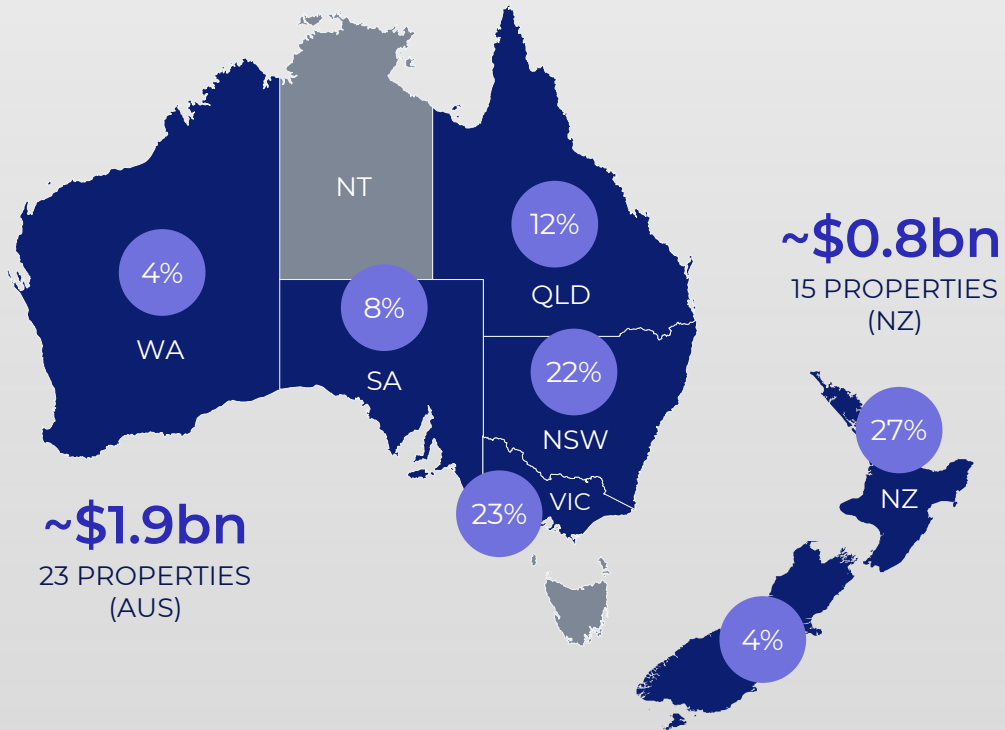 NT
12%
4%
QLD
8%
WA
SA
22%
NSW
23%
VIC
~$0.8bn
15 PROPERTIES
(NZ)
27%
NZ
4%
~$1.9bn
23 PROPERTIES
(AUS)